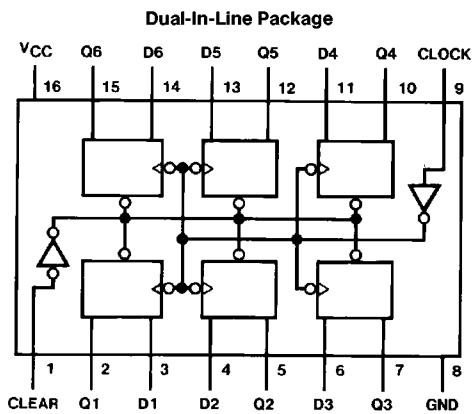 Dual-In-Line Package
VCC Q6 D6 D5 Q5 D4 Q4 CLOCK
16 15 14 13 12 11 10 9
1 2 3 4 5 6 7 8
CLEAR Q1 D1 D2 Q2 D3 Q3 GND